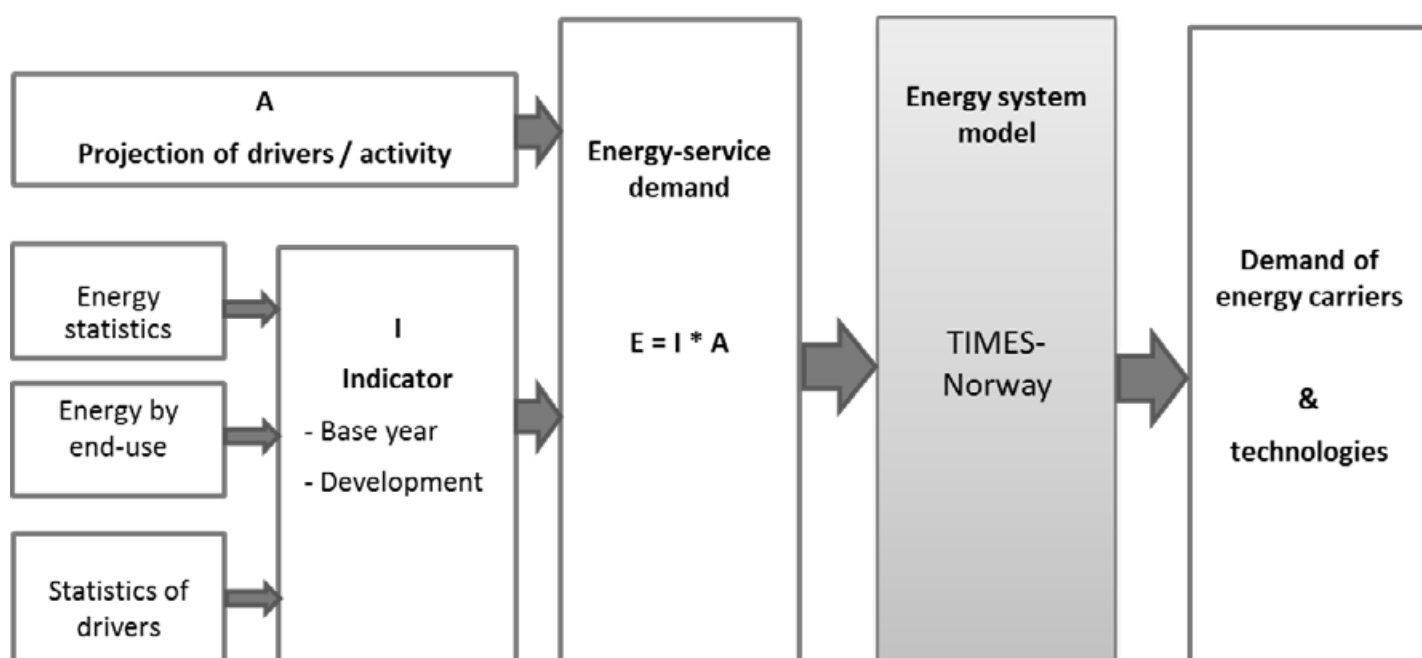 A
Projection of drivers / activity
Energy
statistics
Energy by
end-use
Statistics of
drivers
I
Indicator
- Base year
- Development
Energy-service
demand
E = I * A
Energy system
model
TIMES-
Norway
Demand of
energy carriers
&
technologies